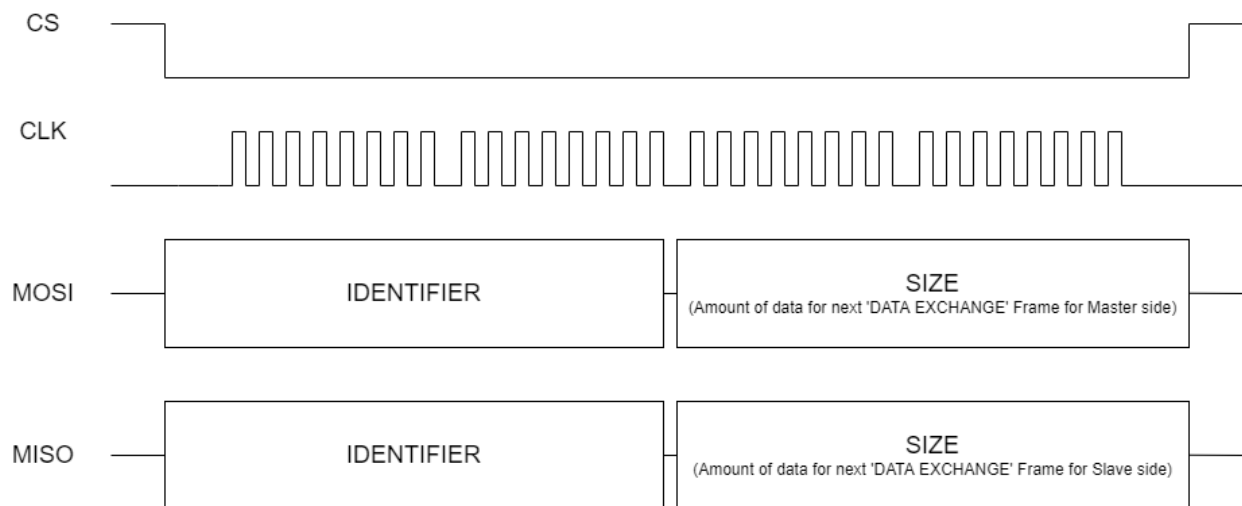 CS
CLK
MOSI
IDENTIFIER
SIZE
(Amount of data for next 'DATA EXCHANGE' Frame for Master side)
MISO
IDENTIFIER
SIZE
(Amount of data for next 'DATA EXCHANGE' Frame for Slave side)